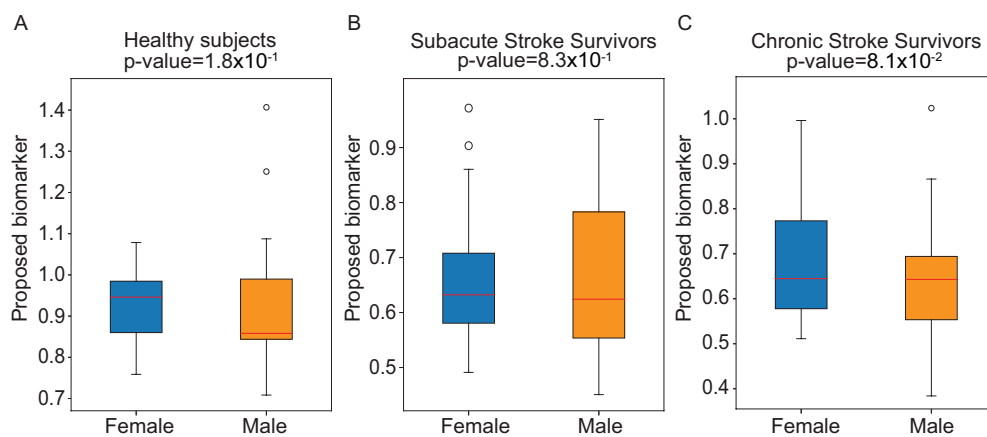 A
Healthy subjects
p-value=1.8x10⁻¹
Proposed biomarker
1.4
1.3
1.2
1.1
1.0
0.9
0.8
0.7
Female Male
B
Subacute Stroke Survivors
p-value=8.3x10⁻¹
Proposed biomarker
0.9
0.8
0.7
0.6
0.5
Female Male
C
Chronic Stroke Survivors
p-value=8.1x10⁻²
Proposed biomarker
1.0
0.9
0.8
0.7
0.6
0.5
0.4
Female Male